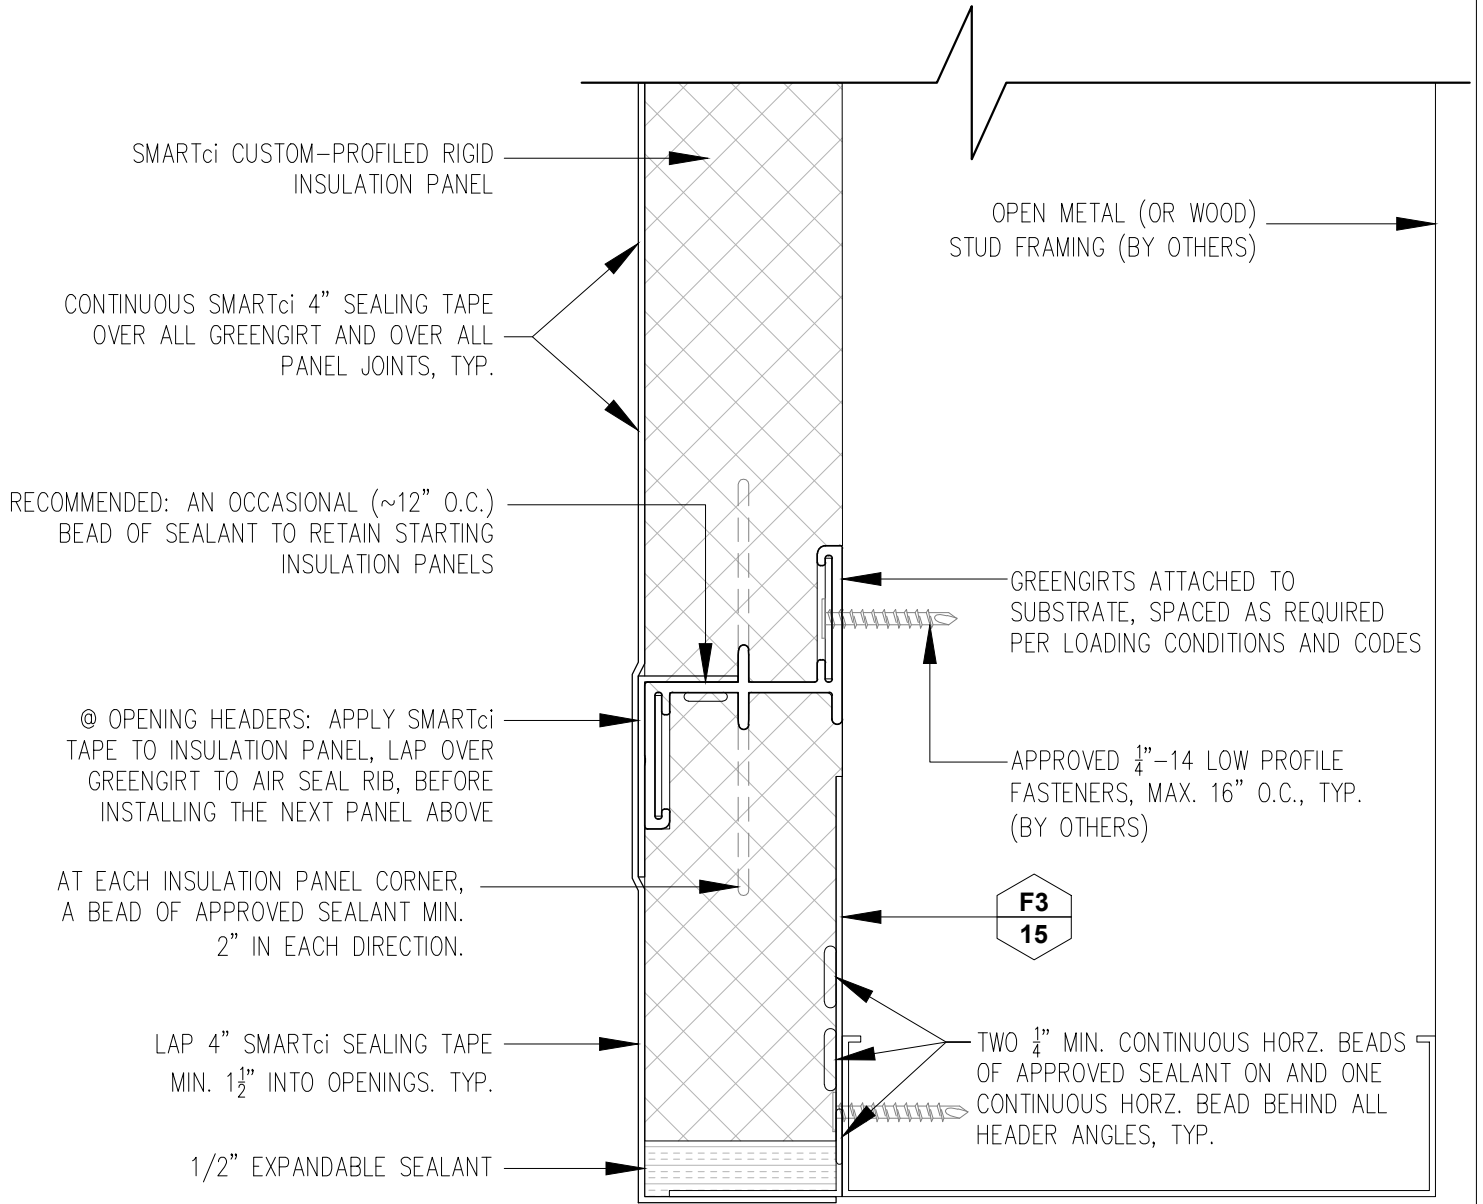 SMARTci CUSTOM-PROFILED RIGID
INSULATION PANEL
OPEN METAL (OR WOOD)
STUD FRAMING (BY OTHERS)
CONTINUOUS SMARTci 4" SEALING TAPE
OVER ALL GREENGIRT AND OVER ALL
PANEL JOINTS, TYP.
RECOMMENDED: AN OCCASIONAL (~12" O.C.)
BEAD OF SEALANT TO RETAIN STARTING
INSULATION PANELS
GREENGIRTS ATTACHED TO
SUBSTRATE, SPACED AS REQUIRED
PER LOADING CONDITIONS AND CODES
@ OPENING HEADERS: APPLY SMARTci
TAPE TO INSULATION PANEL, LAP OVER
GREENGIRT TO AIR SEAL RIB, BEFORE
INSTALLING THE NEXT PANEL ABOVE
APPROVED 1/4"-14 LOW PROFILE
FASTENERS, MAX. 16" O.C., TYP.
(BY OTHERS)
AT EACH INSULATION PANEL CORNER,
A BEAD OF APPROVED SEALANT MIN.
2" IN EACH DIRECTION.
F3
15
LAP 4" SMARTci SEALING TAPE
MIN. 1 1/2" INTO OPENINGS. TYP.
TWO 1/4" MIN. CONTINUOUS HORZ. BEADS
OF APPROVED SEALANT ON AND ONE
CONTINUOUS HORZ. BEAD BEHIND ALL
HEADER ANGLES, TYP.
1/2" EXPANDABLE SEALANT